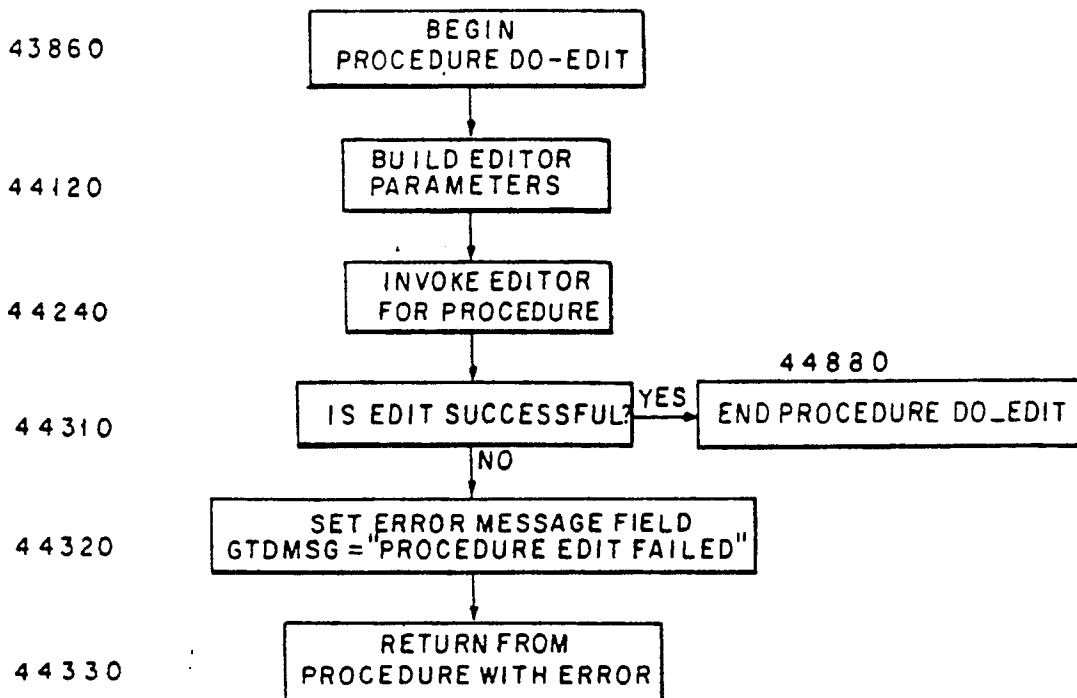 43860
BEGIN
PROCEDURE DO-EDIT
44120
BUILD EDITOR
PARAMETERS
44240
INVOKE EDITOR
FOR PROCEDURE
44310
IS EDIT SUCCESSFUL?
YES
44880
END PROCEDURE DO_EDIT
NO
44320
SET ERROR MESSAGE FIELD
GTDMSG="PROCEDURE EDIT FAILED"
44330
RETURN FROM
PROCEDURE WITH ERROR